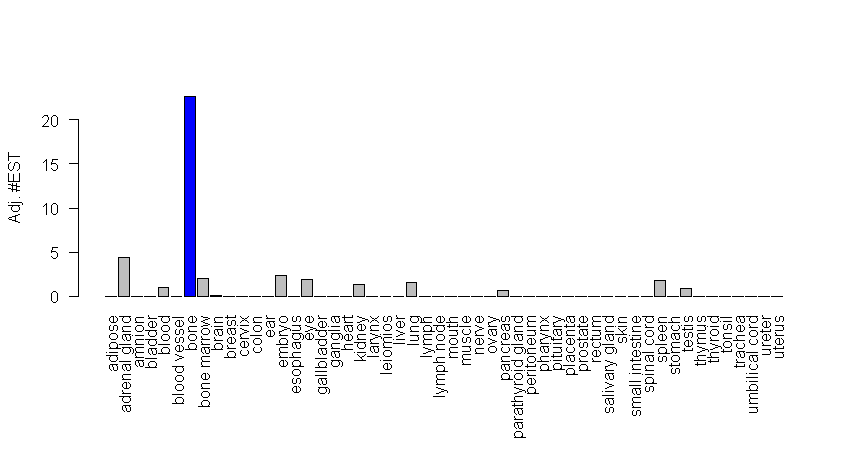 Adj. #EST
20
15
10
5
0
adipose
adrenal gland
amnion
bladder
blood
blood vessel
bone
bone marrow
brain
breast
cervix
colon
ear
embryo
esophagus
eye
gallbladder
ganglia
heart
kidney
larynx
leiomios
liver
lung
lymph
lymph node
mouth
muscle
nerve
ovary
pancreas
parathyroid gland
peritoneum
pharynx
pituitary
placenta
prostate
rectum
salivary gland
skin
small intestine
spinal cord
spleen
stomach
testis
thymus
thyroid
tonsil
trachea
umbilical cord
ureter
uterus